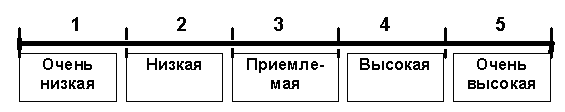 1 2 3 4 5
Очень Низкая Приемле- Высокая Очень
низкая мая высокая